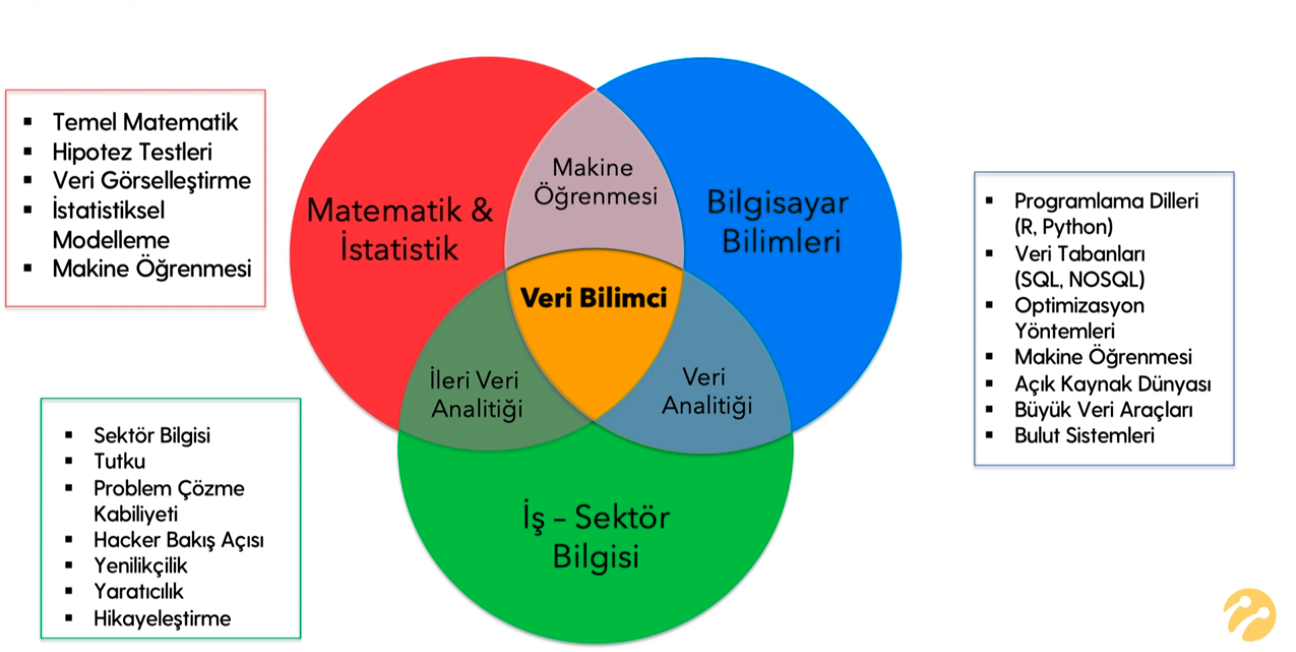 ▪ Temel Matematik
▪ Hipotez Testleri
▪ Veri Görselleştirme
▪ İstatistiksel
Modelleme
▪ Makine Öğrenmesi
Matematik &
İstatistik
Makine
Öğrenmesi
Bilgisayar
Bilimleri
Veri Bilimci
İleri Veri
Analitiği
Veri
Analitiği
İş - Sektör
Bilgisi
▪ Programlama Dilleri
(R, Python)
▪ Veri Tabanları
(SQL, NOSQL)
▪ Optimizasyon
Yöntemleri
▪ Makine Öğrenmesi
▪ Açık Kaynak Dünyası
▪ Büyük Veri Araçları
▪ Bulut Sistemleri
▪ Sektör Bilgisi
▪ Tutku
▪ Problem Çözme
Kabiliyeti
▪ Hacker Bakış Açısı
▪ Yenilikçilik
▪ Yaratıcılık
▪ Hikayeleştirme